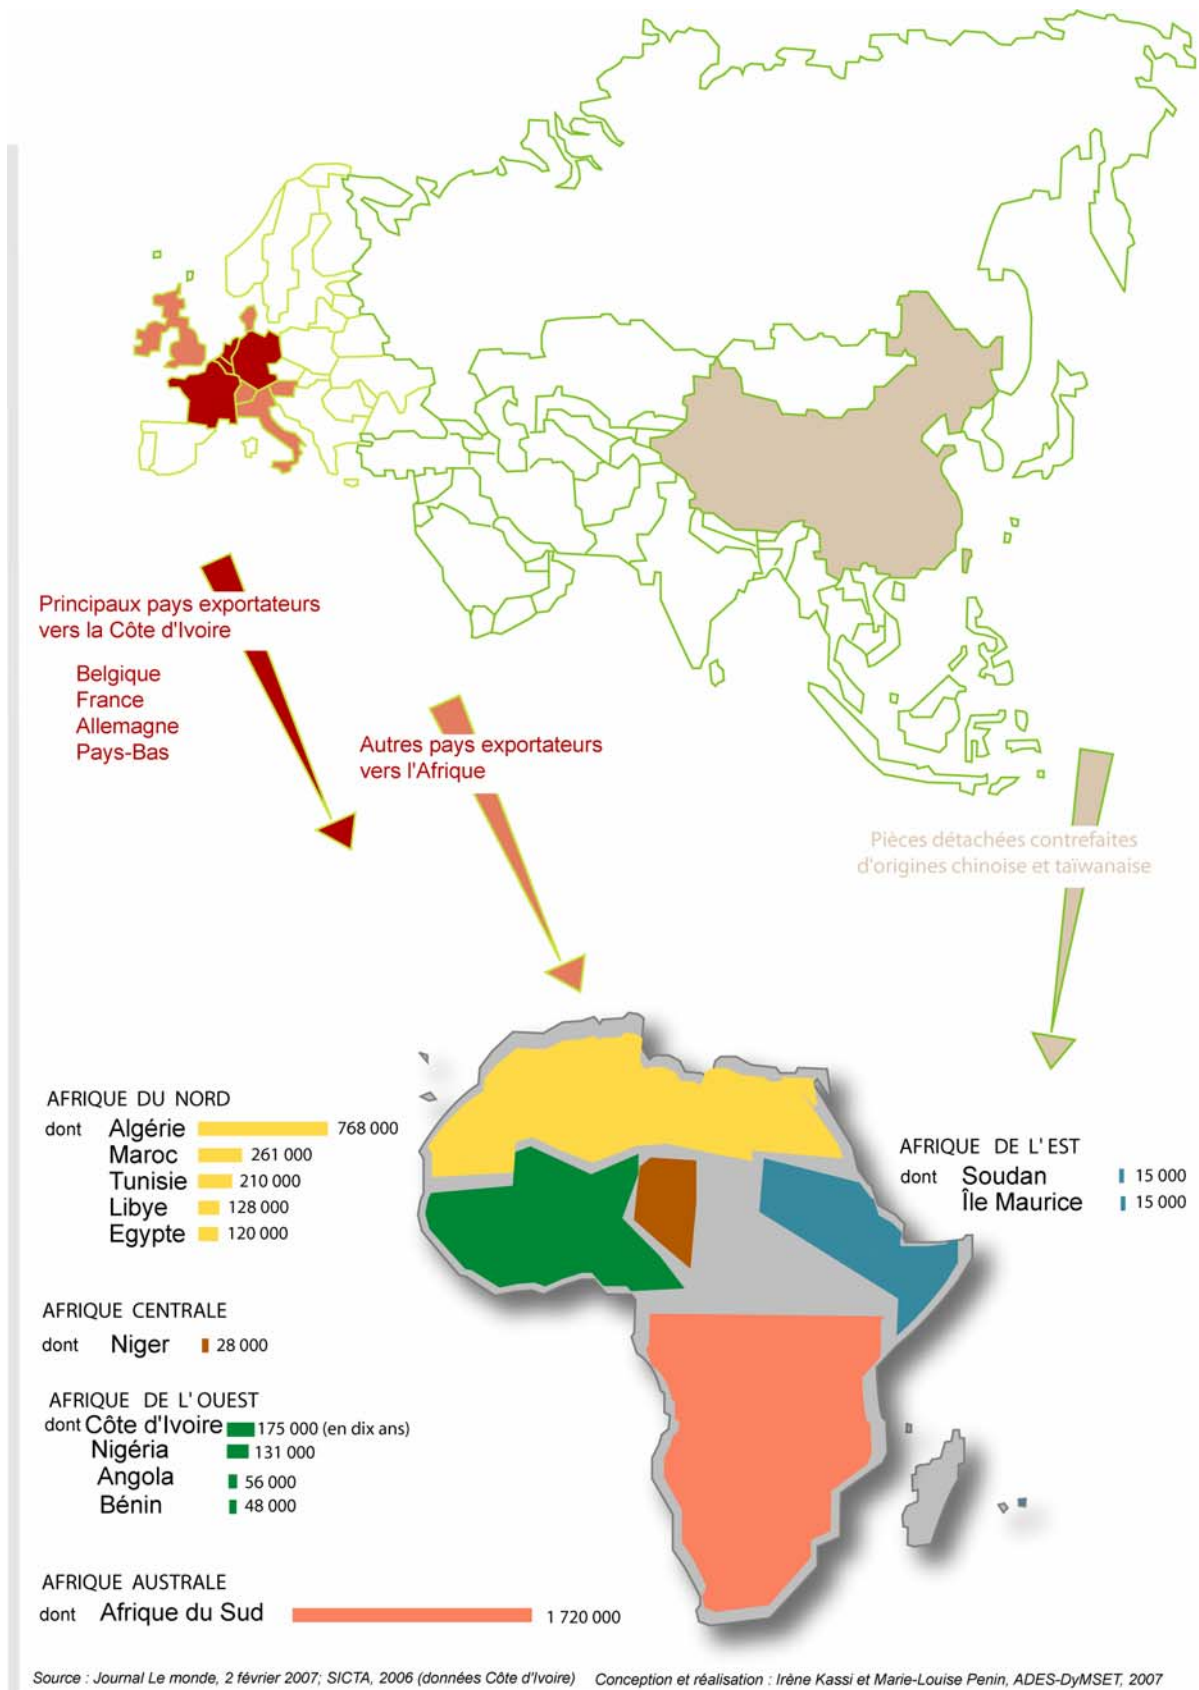 Principaux pays exportateurs
vers la Côte d'Ivoire
Belgique
France
Allemagne
Pays-Bas
Autres pays exportateurs
vers l'Afrique
Pièces détachées contrefaites
d'origines chinoise et taïwanaise
AFRIQUE DU NORD
dont Algérie 768 000
Maroc 261 000
Tunisie 210 000
Libye 128 000
Egypte 120 000
AFRIQUE DE L'EST
dont Soudan 15 000
Île Maurice 15 000
AFRIQUE CENTRALE
dont Niger 28 000
AFRIQUE DE L'OUEST
dont Côte d'Ivoire 175 000 (en dix ans)
Nigéria 131 000
Angola 56 000
Bénin 48 000
AFRIQUE AUSTRALE
dont Afrique du Sud 1 720 000
Source : Journal Le monde, 2 février 2007; SICTA, 2006 (données Côte d'Ivoire) Conception et réalisation : Irène Kassi et Marie-Louise Penin, ADES-DyMSET, 2007